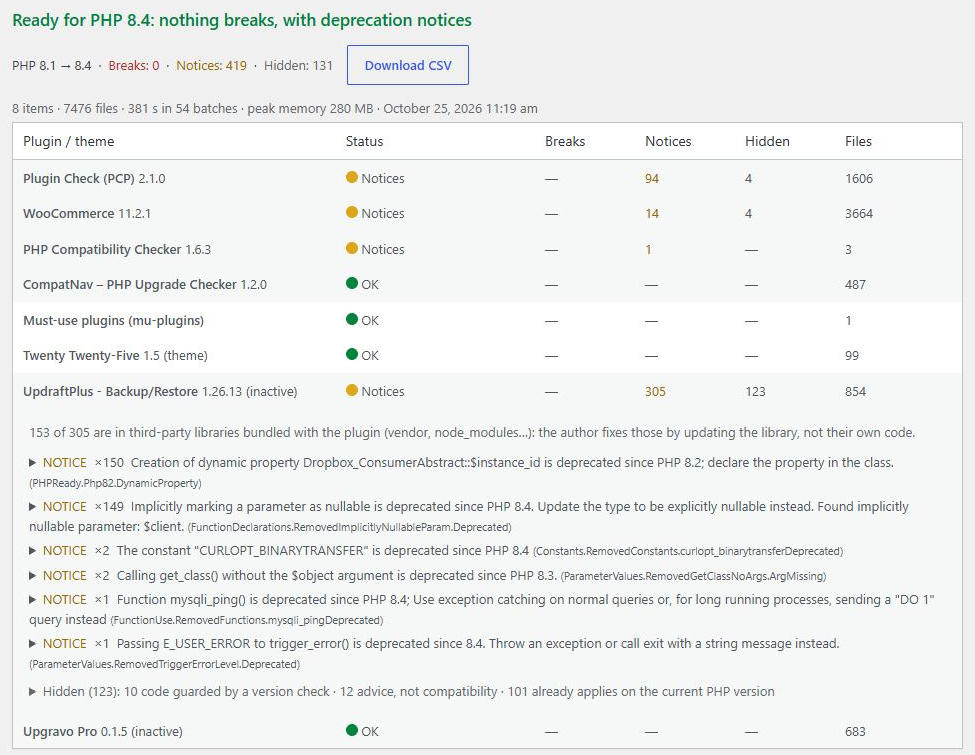 Ready for PHP 8.4: nothing breaks, with deprecation notices
PHP 8.1 → 8.4 · Breaks: 0 · Notices: 419 · Hidden: 131 Download CSV
8 items · 7476 files · 381 s in 54 batches · peak memory 280 MB · October 25, 2026 11:19 am
Plugin / theme Status Breaks Notices Hidden Files
Plugin Check (PCP) 2.1.0 Notices — 94 4 1606
WooCommerce 11.2.1 Notices — 14 4 3664
PHP Compatibility Checker 1.6.3 Notices — 1 — 3
CompatNav – PHP Upgrade Checker 1.2.0 OK — — — 487
Must-use plugins (mu-plugins) OK — — — 1
Twenty Twenty-Five 1.5 (theme) OK — — — 99
UpdraftPlus - Backup/Restore 1.26.13 (inactive) Notices — 305 123 854
153 of 305 are in third-party libraries bundled with the plugin (vendor, node_modules...): the author fixes those by updating the library, not their own code.
▶ NOTICE ×150 Creation of dynamic property Dropbox_ConsumerAbstract::$instance_id is deprecated since PHP 8.2; declare the property in the class.
(PHPReady.Php82.DynamicProperty)
▶ NOTICE ×149 Implicitly marking a parameter as nullable is deprecated since PHP 8.4. Update the type to be explicitly nullable instead. Found implicitly
nullable parameter: $client. (FunctionDeclarations.RemovedImplicitlyNullableParam.Deprecated)
▶ NOTICE ×2 The constant "CURLOPT_BINARYTRANSFER" is deprecated since PHP 8.4 (Constants.RemovedConstants.curlopt_binarytransferDeprecated)
▶ NOTICE ×2 Calling get_class() without the $object argument is deprecated since PHP 8.3. (ParameterValues.RemovedGetClassNoArgs.ArgMissing)
▶ NOTICE ×1 Function mysqli_ping() is deprecated since PHP 8.4; Use exception catching on normal queries or, for long running processes, sending a "DO 1"
query instead (FunctionUse.RemovedFunctions.mysqli_pingDeprecated)
▶ NOTICE ×1 Passing E_USER_ERROR to trigger_error() is deprecated since 8.4. Throw an exception or call exit with a string message instead.
(ParameterValues.RemovedTriggerErrorLevel.Deprecated)
▶ Hidden (123): 10 code guarded by a version check · 12 advice, not compatibility · 101 already applies on the current PHP version
Upgravo Pro 0.1.5 (inactive) OK — — — 683